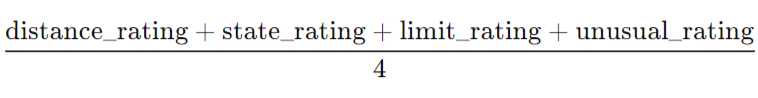 distance_rating + state_rating + limit_rating + unusual_rating
4